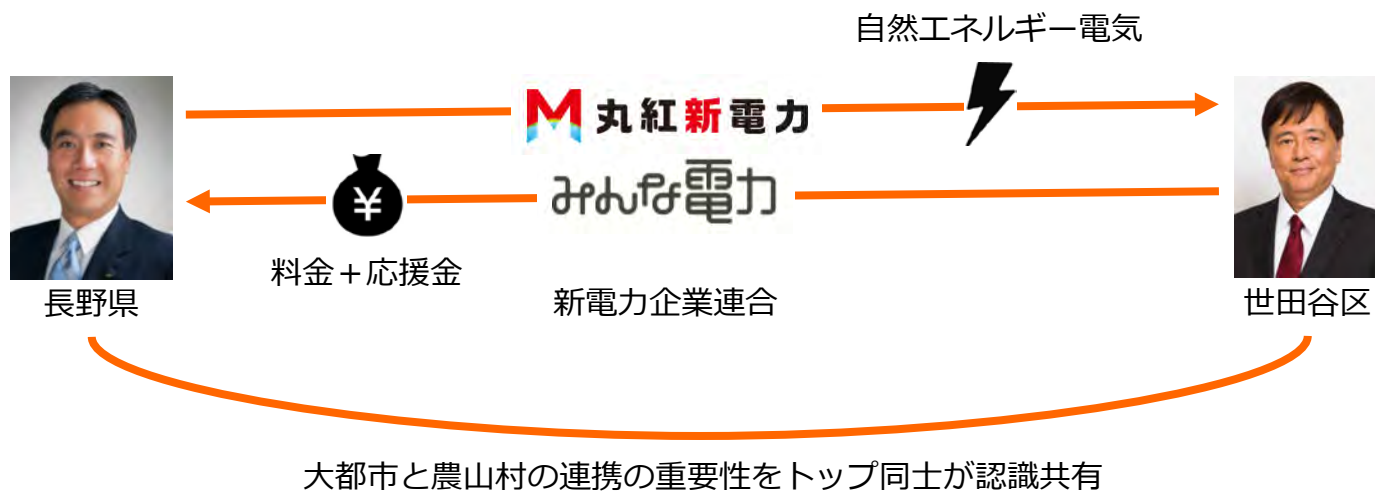 自然エネルギー電気
M 丸紅新電力
¥
みんな電力
料金＋応援金
長野県
新電力企業連合
世田谷区
大都市と農山村の連携の重要性をトップ同士が認識共有